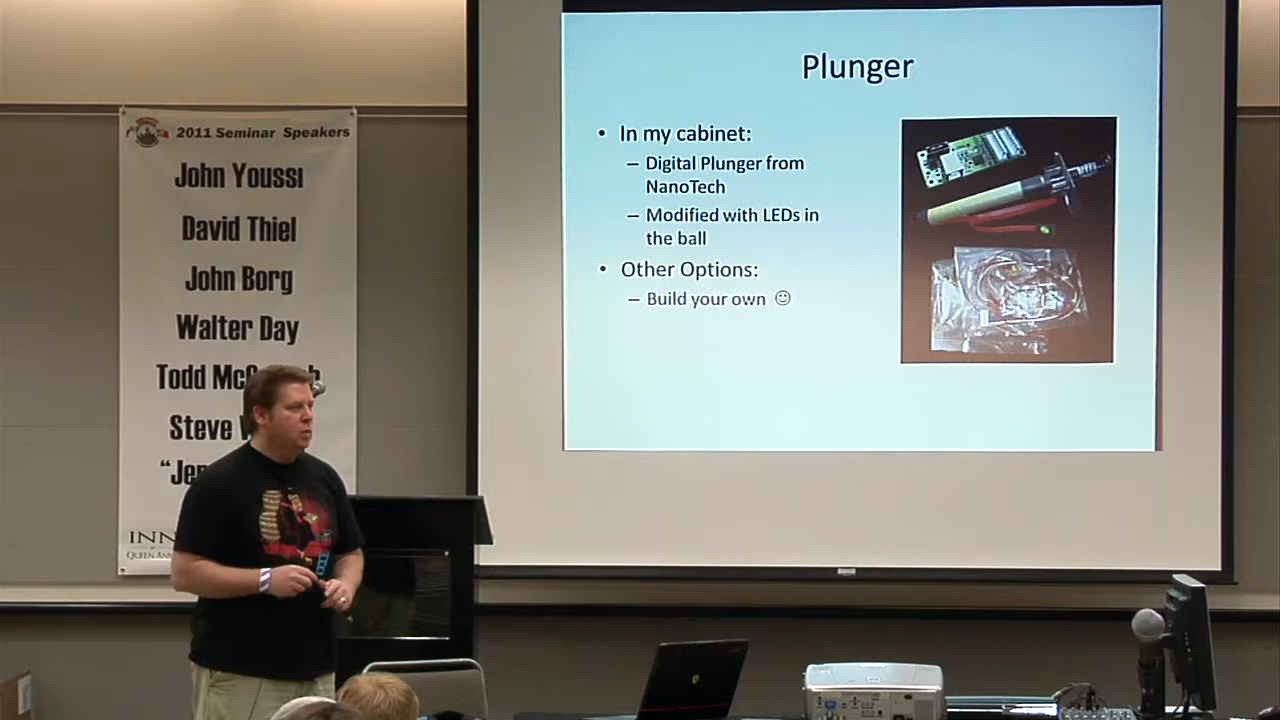 2011 Seminar Speakers
John Youssi
David Thiel
John Borg
Walter Day
Todd
Steve
INN
Plunger
• In my cabinet:
– Digital Plunger from
NanoTech
– Modified with LEDs in
the ball
• Other Options:
– Build your own ☺